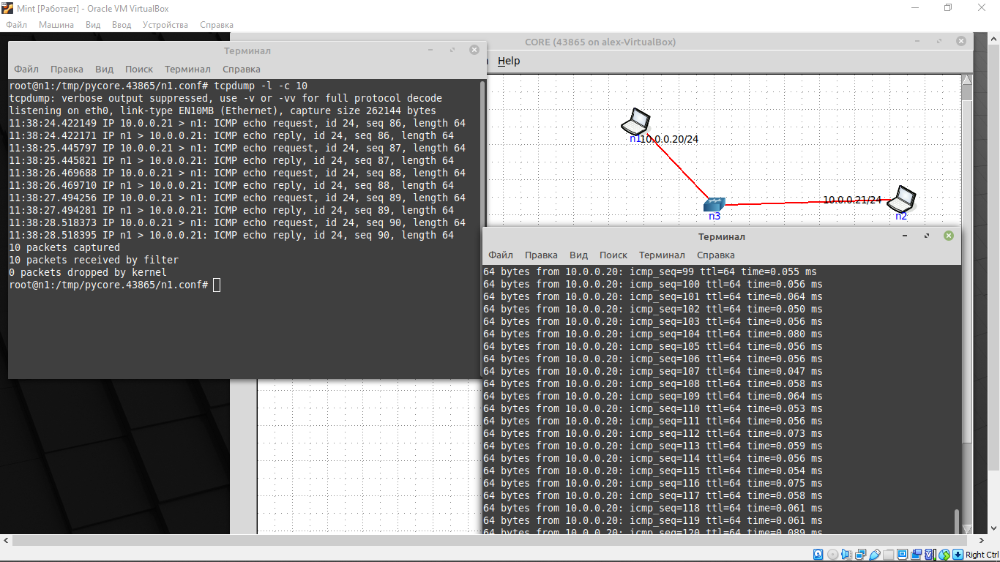 Mint [Работает] - Oracle VM VirtualBox
Файл Машина Вид Ввод Устройства Справка
CORE (43865 on alex-VirtualBox)
Help
Терминал
Файл Правка Вид Поиск Терминал Справка
root@n1:/tmp/pycore.43865/n1.conf# tcpdump -l -c 10
tcpdump: verbose output suppressed, use -v or -vv for full protocol decode
listening on eth0, link-type EN10MB (Ethernet), capture size 262144 bytes
11:38:24.422149 IP 10.0.0.21 > n1: ICMP echo request, id 24, seq 86, length 64
11:38:24.422171 IP n1 > 10.0.0.21: ICMP echo reply, id 24, seq 86, length 64
11:38:25.445797 IP 10.0.0.21 > n1: ICMP echo request, id 24, seq 87, length 64
11:38:25.445821 IP n1 > 10.0.0.21: ICMP echo reply, id 24, seq 87, length 64
11:38:26.469688 IP 10.0.0.21 > n1: ICMP echo request, id 24, seq 88, length 64
11:38:26.469710 IP n1 > 10.0.0.21: ICMP echo reply, id 24, seq 88, length 64
11:38:27.494256 IP 10.0.0.21 > n1: ICMP echo request, id 24, seq 89, length 64
11:38:27.494281 IP n1 > 10.0.0.21: ICMP echo reply, id 24, seq 89, length 64
11:38:28.518373 IP 10.0.0.21 > n1: ICMP echo request, id 24, seq 90, length 64
11:38:28.518395 IP n1 > 10.0.0.21: ICMP echo reply, id 24, seq 90, length 64
10 packets captured
10 packets received by filter
0 packets dropped by kernel
root@n1:/tmp/pycore.43865/n1.conf#
n1
10.0.0.20/24
10.0.0.21/24
n3
n2
Терминал
Файл Правка Вид Поиск Терминал Справка
64 bytes from 10.0.0.20: icmp_seq=99 ttl=64 time=0.055 ms
64 bytes from 10.0.0.20: icmp_seq=100 ttl=64 time=0.056 ms
64 bytes from 10.0.0.20: icmp_seq=101 ttl=64 time=0.064 ms
64 bytes from 10.0.0.20: icmp_seq=102 ttl=64 time=0.050 ms
64 bytes from 10.0.0.20: icmp_seq=103 ttl=64 time=0.056 ms
64 bytes from 10.0.0.20: icmp_seq=104 ttl=64 time=0.080 ms
64 bytes from 10.0.0.20: icmp_seq=105 ttl=64 time=0.056 ms
64 bytes from 10.0.0.20: icmp_seq=106 ttl=64 time=0.056 ms
64 bytes from 10.0.0.20: icmp_seq=107 ttl=64 time=0.047 ms
64 bytes from 10.0.0.20: icmp_seq=108 ttl=64 time=0.058 ms
64 bytes from 10.0.0.20: icmp_seq=109 ttl=64 time=0.064 ms
64 bytes from 10.0.0.20: icmp_seq=110 ttl=64 time=0.053 ms
64 bytes from 10.0.0.20: icmp_seq=111 ttl=64 time=0.056 ms
64 bytes from 10.0.0.20: icmp_seq=112 ttl=64 time=0.073 ms
64 bytes from 10.0.0.20: icmp_seq=113 ttl=64 time=0.059 ms
64 bytes from 10.0.0.20: icmp_seq=114 ttl=64 time=0.056 ms
64 bytes from 10.0.0.20: icmp_seq=115 ttl=64 time=0.054 ms
64 bytes from 10.0.0.20: icmp_seq=116 ttl=64 time=0.075 ms
64 bytes from 10.0.0.20: icmp_seq=117 ttl=64 time=0.058 ms
64 bytes from 10.0.0.20: icmp_seq=118 ttl=64 time=0.061 ms
64 bytes from 10.0.0.20: icmp_seq=119 ttl=64 time=0.061 ms
64 bytes from 10.0.0.20: icmp_seq=120 ttl=64 time=0.089 ms
Right Ctrl